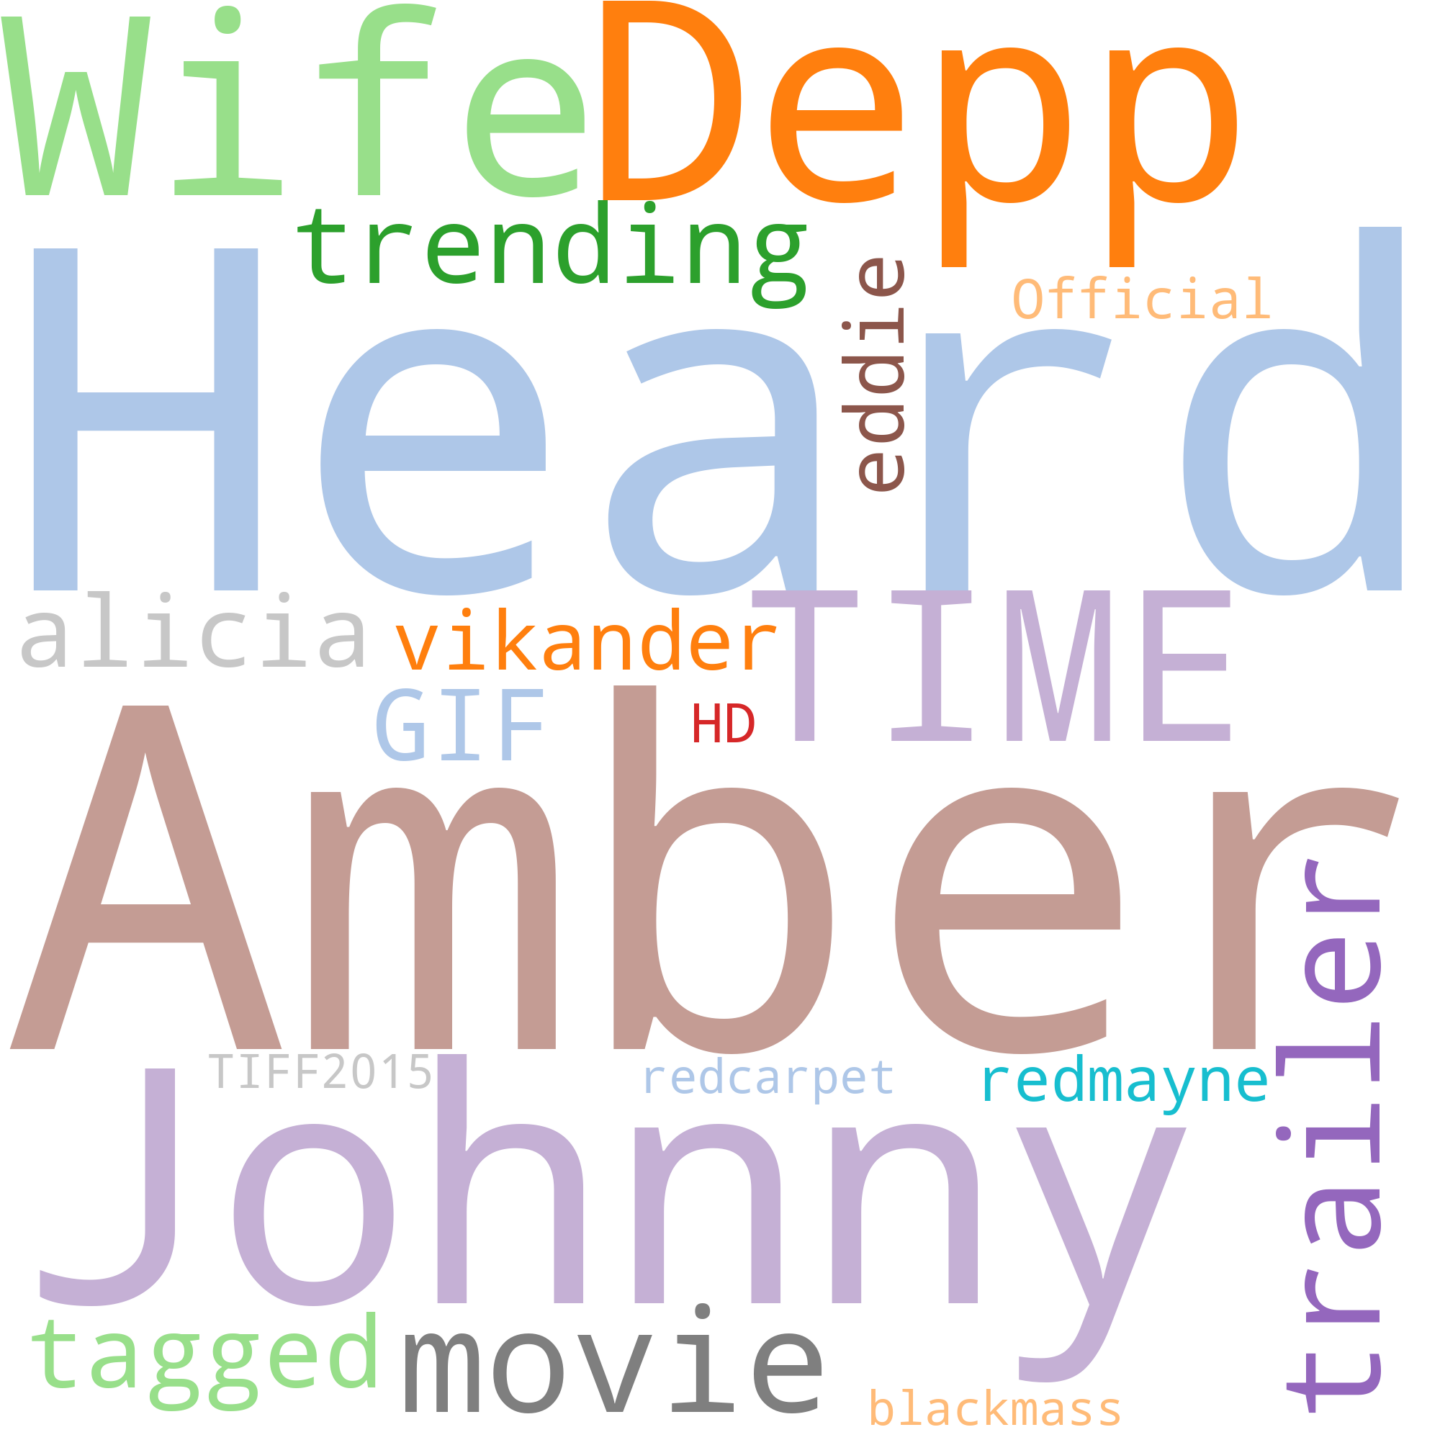 Wife Depp
trending
eddie
Official
Heard
alicia vikander TIME
GIF HD
Amber
trailer
TIFF2015 redcarpet redmayne
Johnny
tagged movie
blackmass